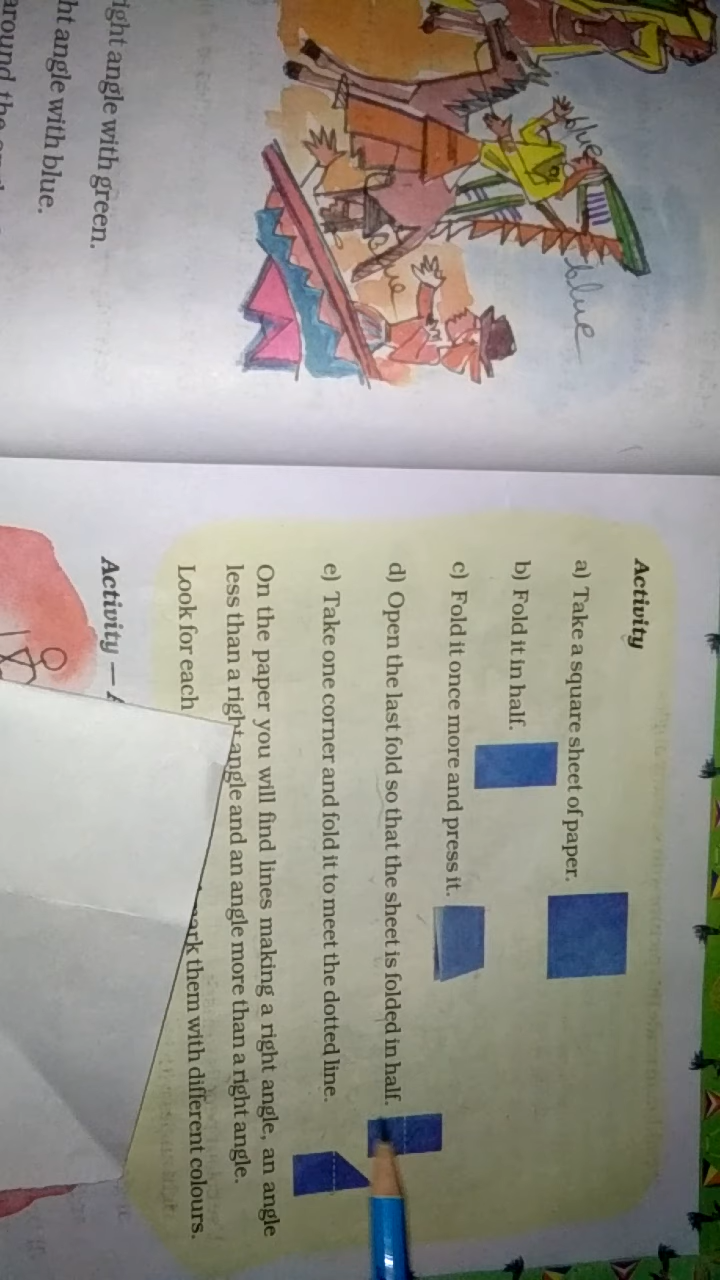 right angle with green.
ht angle with blue.
around the
blue
blue
blue
Activity
a) Take a square sheet of paper.
b) Fold it in half.
c) Fold it once more and press it.
d) Open the last fold so that the sheet is folded in half.
e) Take one corner and fold it to meet the dotted line.
On the paper you will find lines making a right angle, an angle
less than a right angle and an angle more than a right angle.
Look for each mark them with different colours.
Activity —